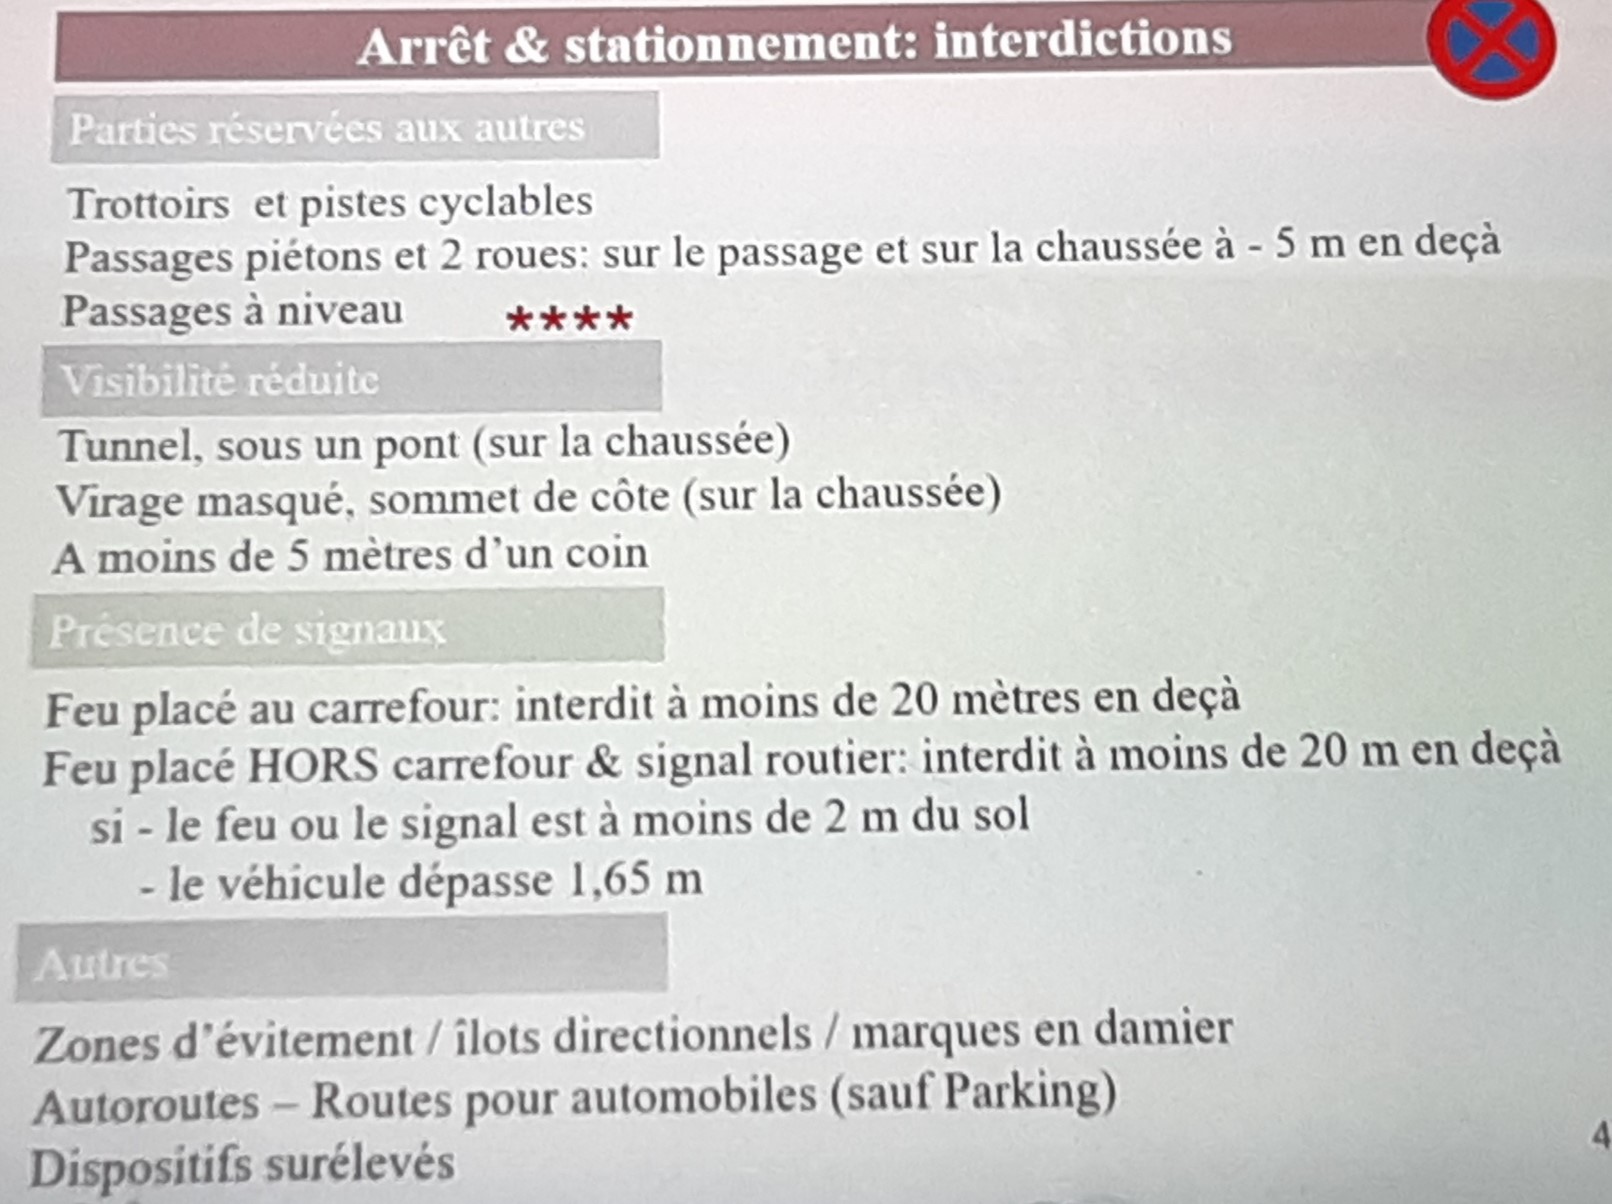 Arrêt & stationnement: interdictions
Parties réservées aux autres
Trottoirs et pistes cyclables
Passages piétons et 2 roues: sur le passage et sur la chaussée à - 5 m en deçà
Passages à niveau ****
Visibilité réduite
Tunnel, sous un pont (sur la chaussée)
Virage masqué, sommet de côte (sur la chaussée)
A moins de 5 mètres d'un coin
Présence de signaux
Feu placé au carrefour: interdit à moins de 20 mètres en deçà
Feu placé HORS carrefour & signal routier: interdit à moins de 20 m en deçà
si - le feu ou le signal est à moins de 2 m du sol
- le véhicule dépasse 1,65 m
Autres
Zones d'évitement / îlots directionnels / marques en damier
Autoroutes – Routes pour automobiles (sauf Parking)
4
Dispositifs surélevés